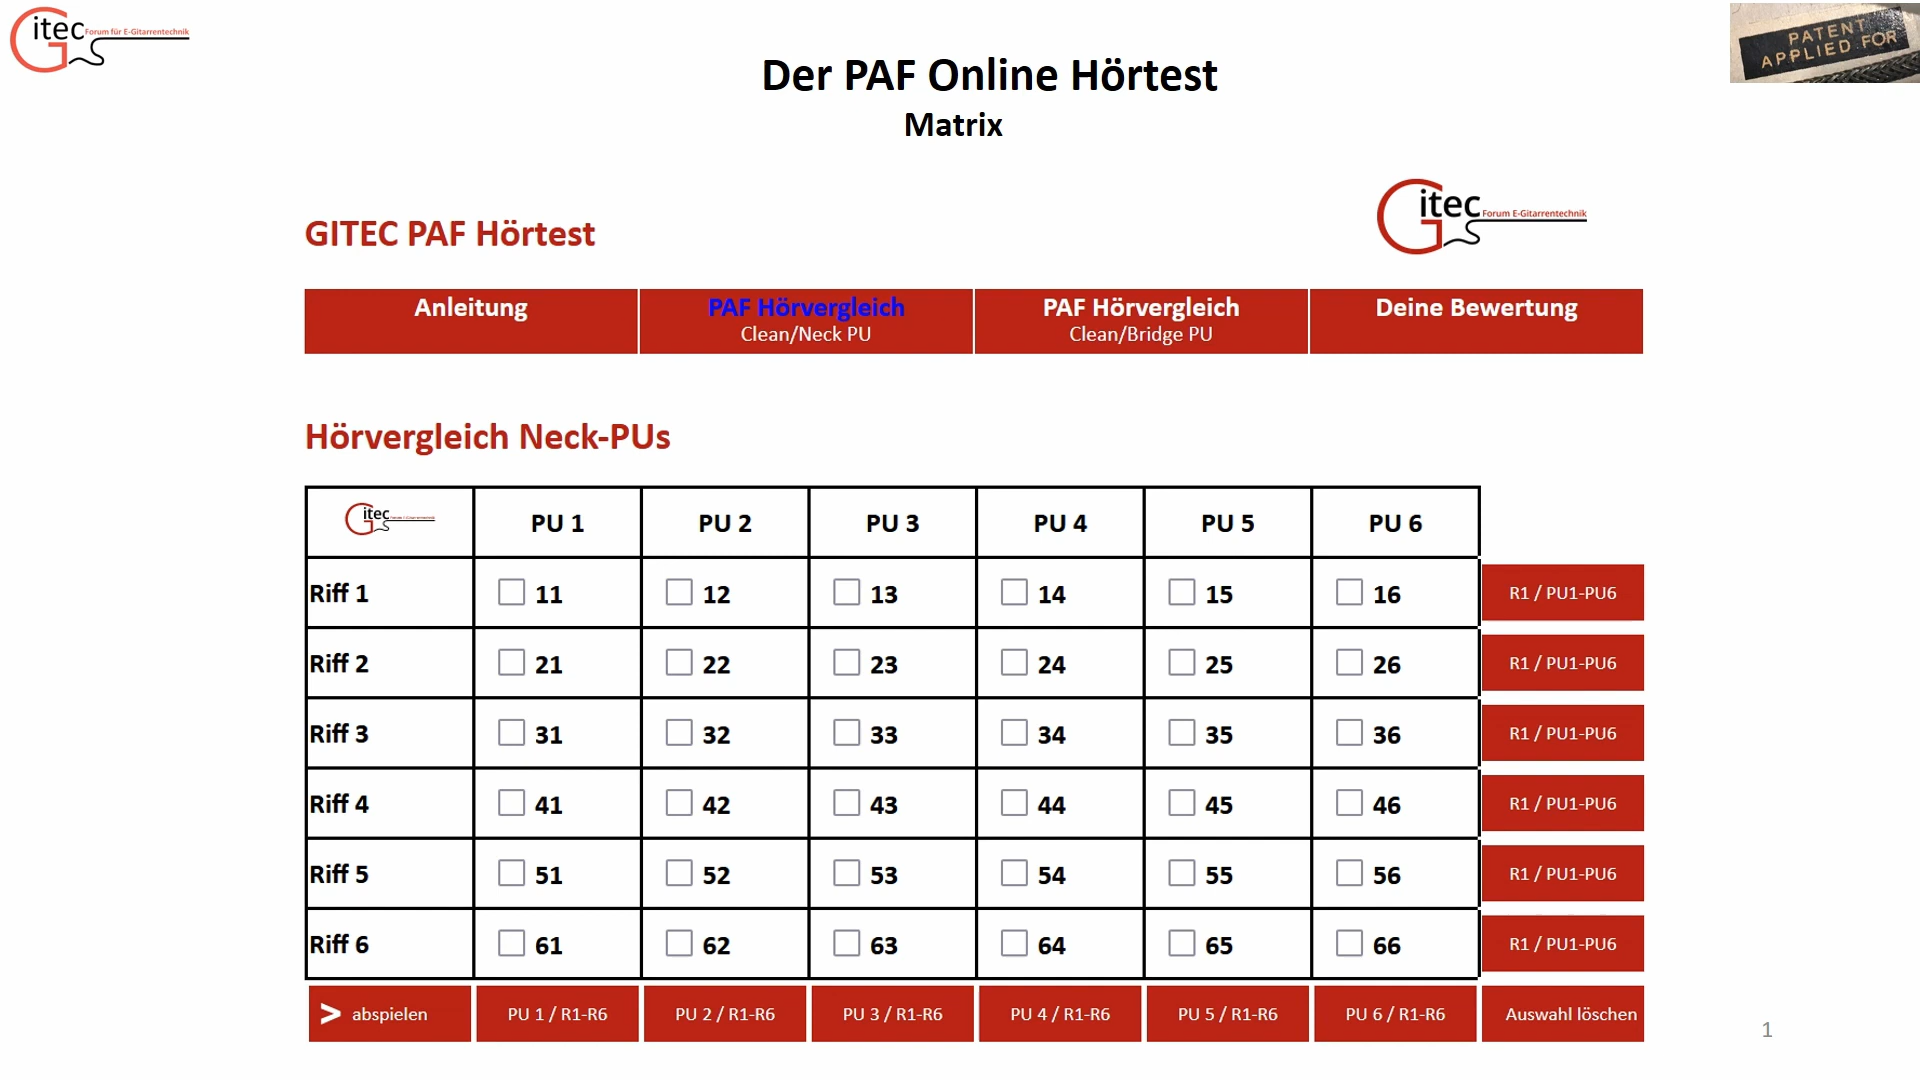 itec Forum für E-Gitarrentechnik
G
PATENT
APPLIED FOR
Der PAF Online Hörtest
Matrix
GITEC PAF Hörtest
itec Forum E-Gitarrentechnik
G
Anleitung PAF Hörvergleich PAF Hörvergleich Deine Bewertung
Clean/Neck PU Clean/Bridge PU
Hörvergleich Neck-PUs
Gitec PU 1 PU 2 PU 3 PU 4 PU 5 PU 6
Riff 1 11 12 13 14 15 16 R1 / PU1-PU6
Riff 2 21 22 23 24 25 26 R1 / PU1-PU6
Riff 3 31 32 33 34 35 36 R1 / PU1-PU6
Riff 4 41 42 43 44 45 46 R1 / PU1-PU6
Riff 5 51 52 53 54 55 56 R1 / PU1-PU6
Riff 6 61 62 63 64 65 66 R1 / PU1-PU6
> abspielen PU 1 / R1-R6 PU 2 / R1-R6 PU 3 / R1-R6 PU 4 / R1-R6 PU 5 / R1-R6 PU 6 / R1-R6 Auswahl löschen
1